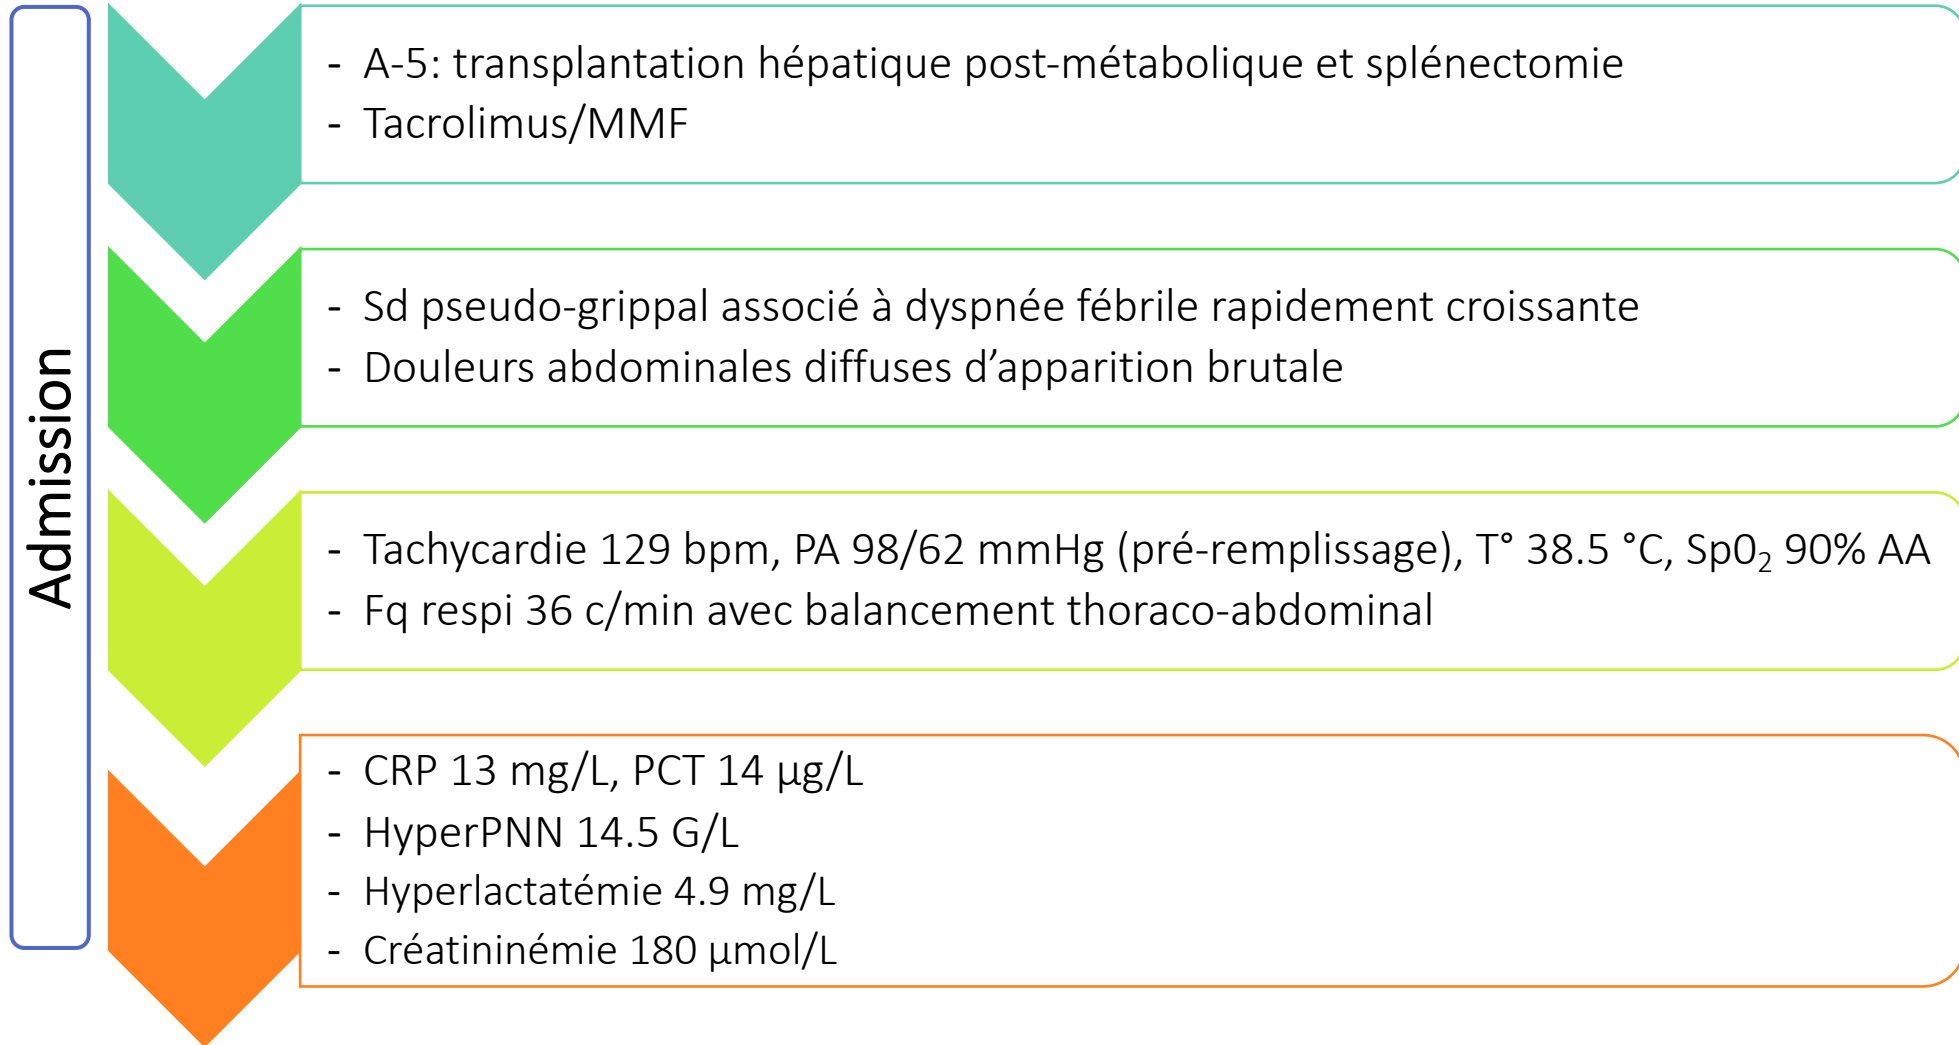 Admission
- A-5: transplantation hépatique post-métabolique et splénectomie
- Tacrolimus/MMF
- Sd pseudo-grippal associé à dyspnée fébrile rapidement croissante
- Douleurs abdominales diffuses d’apparition brutale
- Tachycardie 129 bpm, PA 98/62 mmHg (pré-remplissage), T° 38.5 °C, Sp0₂ 90% AA
- Fq respi 36 c/min avec balancement thoraco-abdominal
- CRP 13 mg/L, PCT 14 µg/L
- HyperPNN 14.5 G/L
- Hyperlactatémie 4.9 mg/L
- Créatininémie 180 µmol/L